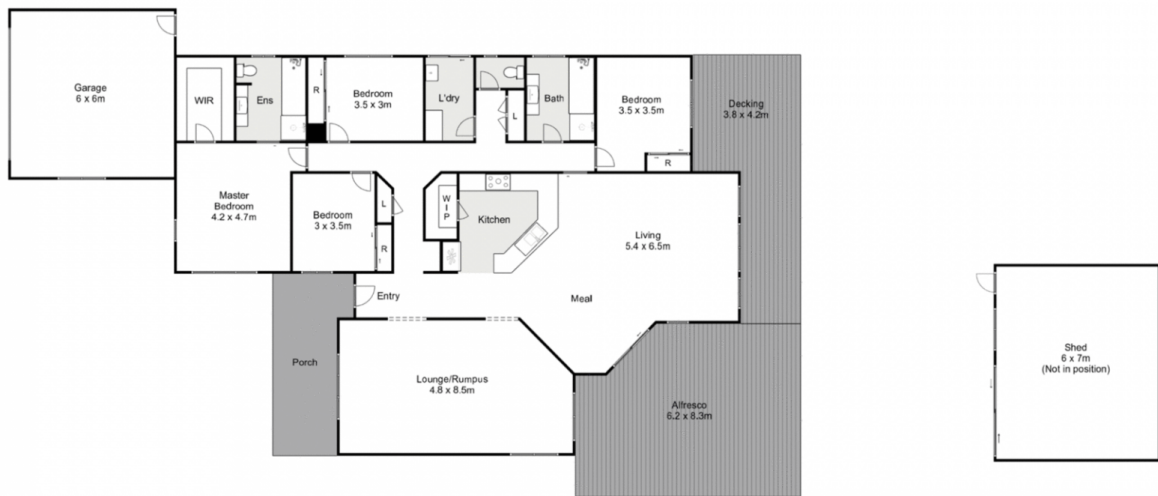 Garage
6 x 6m
WIR
Ens
R
Bedroom
3.5 x 3m
L'dry
L
Bath
Bedroom
3.5 x 3.5m
R
Decking
3.8 x 4.2m
Master
Bedroom
4.2 x 4.7m
Bedroom
3 x 3.5m
L
R
W
I
P
Kitchen
Living
5.4 x 6.5m
Entry
Meal
Porch
Lounge/Rumpus
4.8 x 8.5m
Alfresco
6.2 x 8.3m
Shed
6 x 7m
(Not in position)